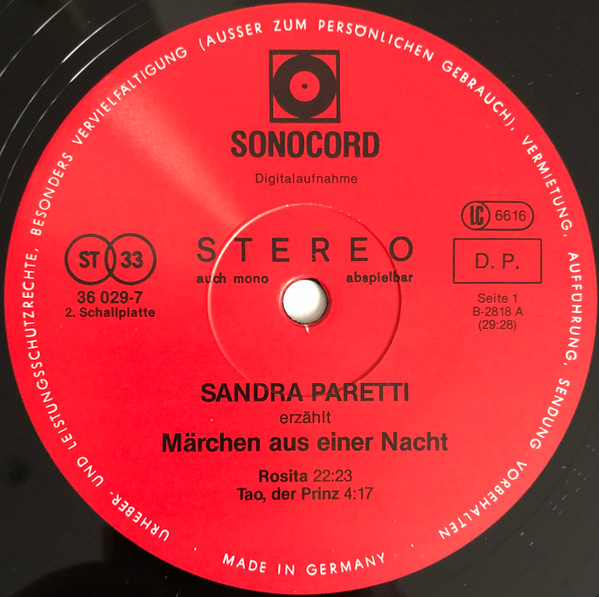 URHEBER- UND LEISTUNGSSCHUTZRECHTE, BESONDERS VERVIELFÄLTIGUNG (AUSSER ZUM PERSÖNLICHEN GEBRAUCH), VERMIETUNG, AUFFÜHRUNG, SENDUNG VORBEHALTEN
SONOCORD
Digitalaufnahme
LC 6616
STEREO
auch mono abspielbar
ST 33
D. P.
36 029-7
2. Schallplatte
Seite 1
B-2818 A
(29:28)
SANDRA PARETTI
erzählt
Märchen aus einer Nacht
Rosita 22:23
Tao, der Prinz 4:17
· MADE IN GERMANY ·